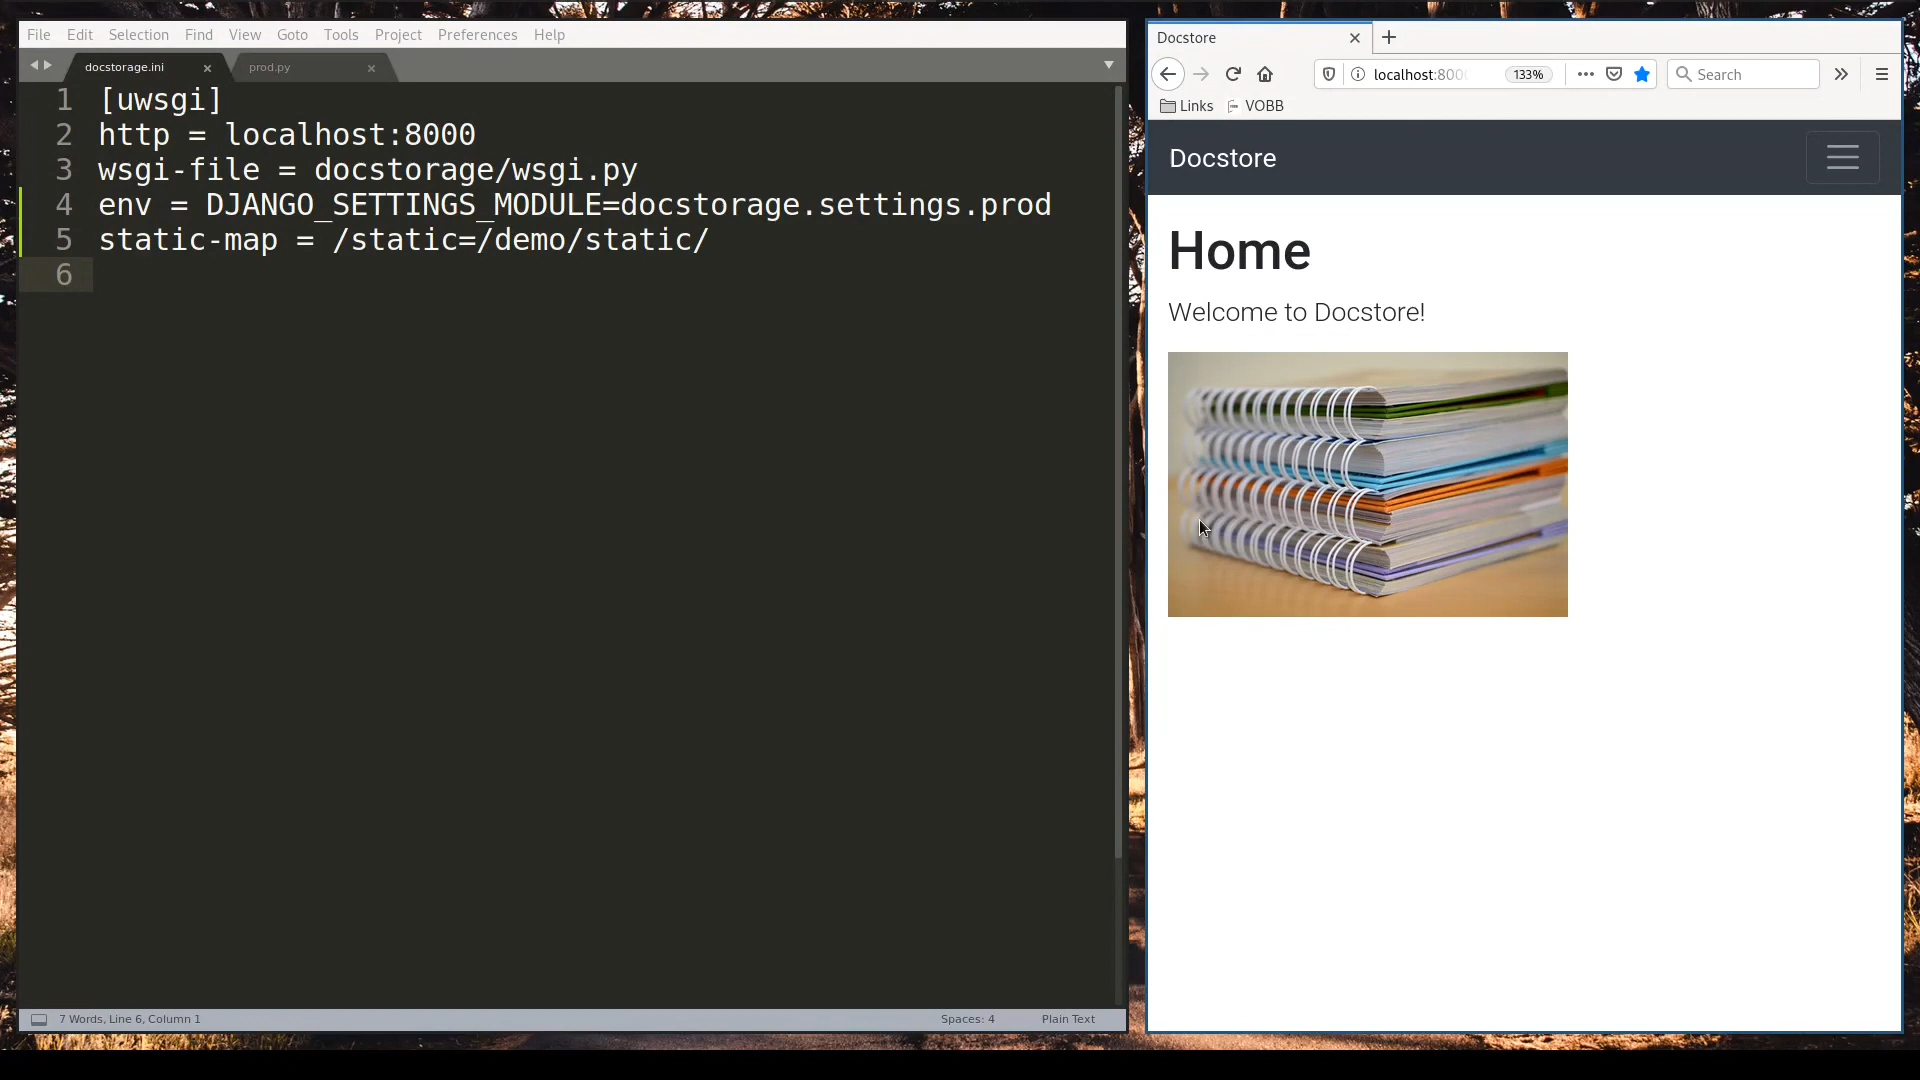 File Edit Selection Find View Goto Tools Project Preferences Help
docstorage.ini
prod.py
1 [uwsgi]
2 http = localhost:8000
3 wsgi-file = docstorage/wsgi.py
4 env = DJANGO_SETTINGS_MODULE=docstorage.settings.prod
5 static-map = /static=/demo/static/
6
7 Words, Line 6, Column 1
Spaces: 4
Plain Text
Docstore
localhost:800
133%
Search
Links
VOBB
Docstore
Home
Welcome to Docstore!